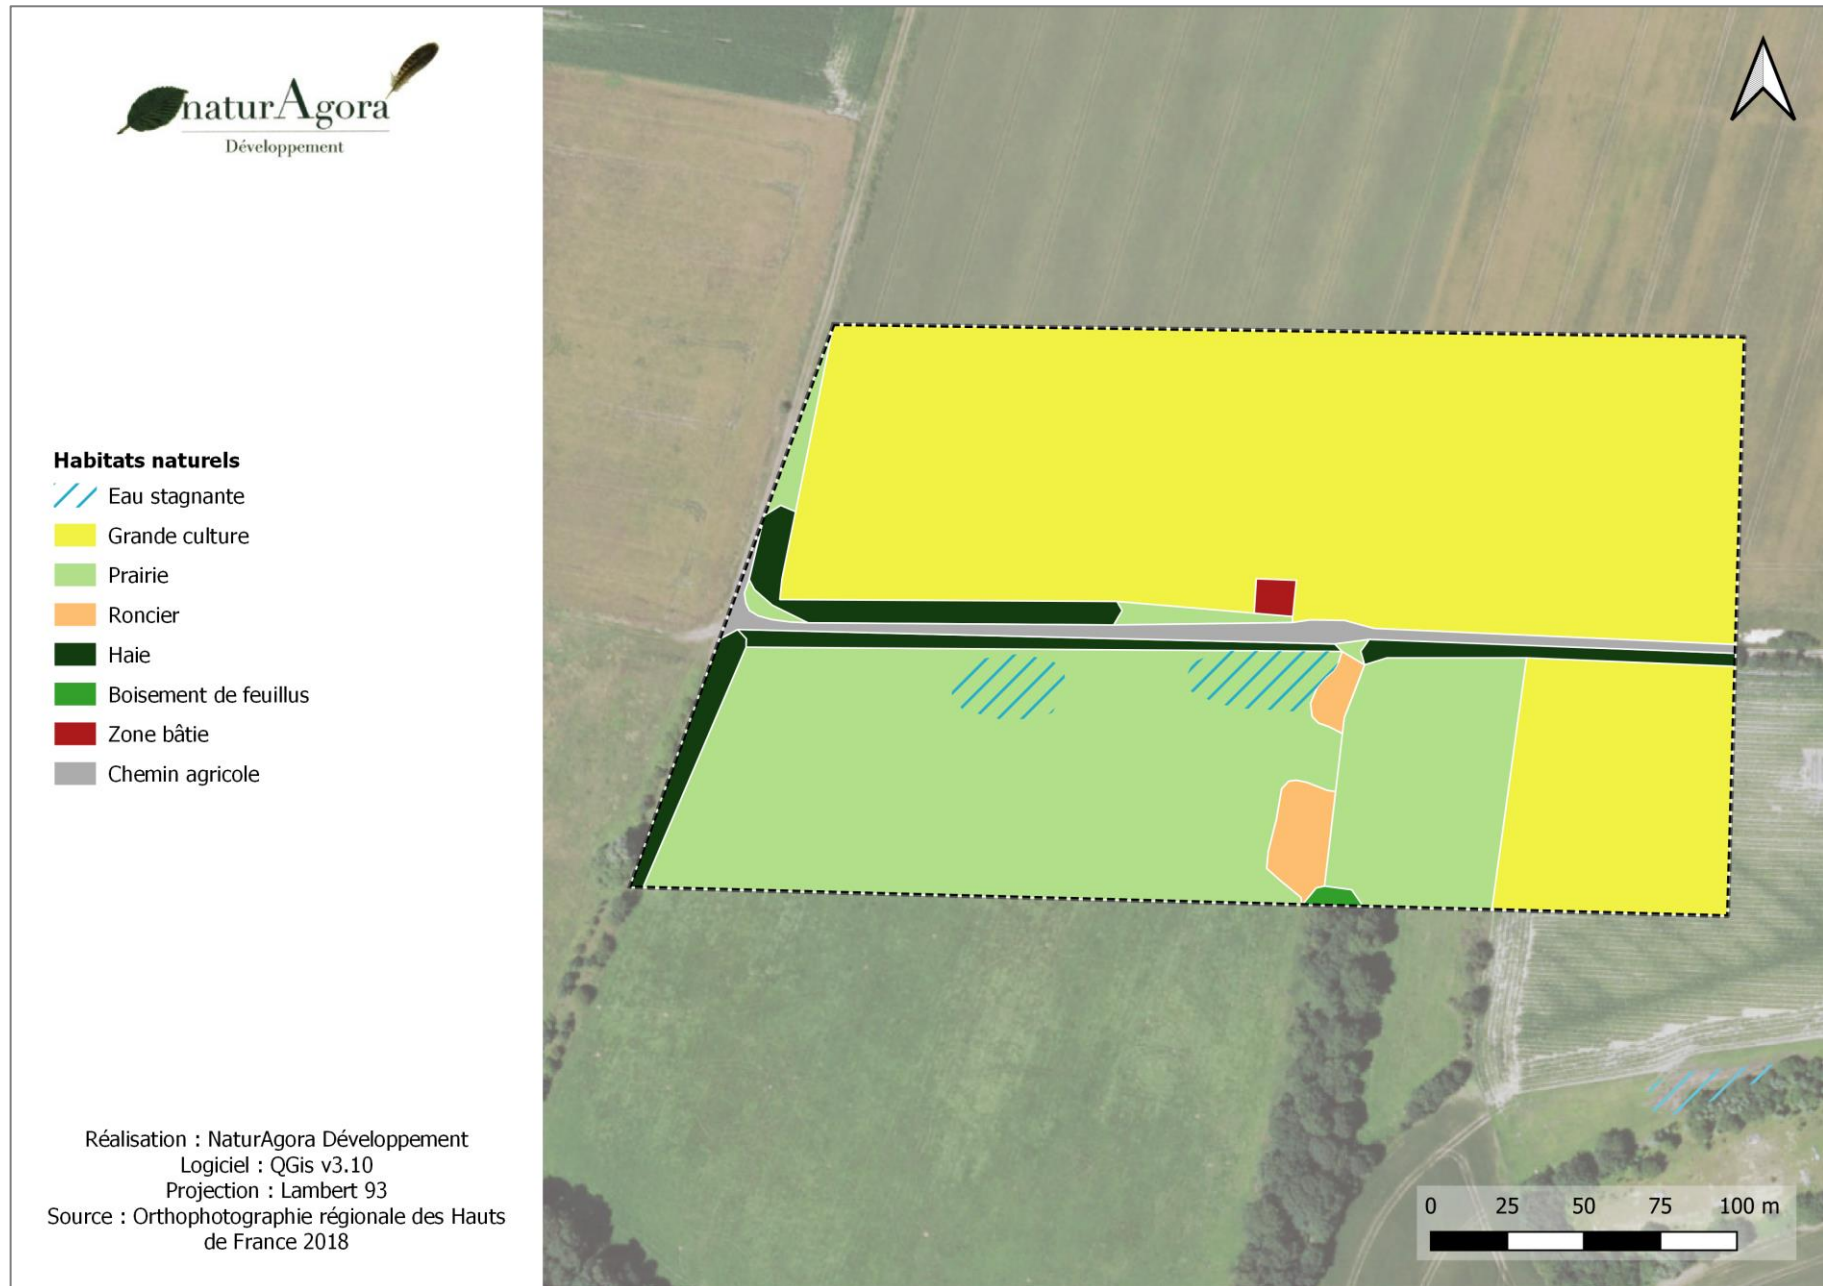 naturAgora
Développement
Habitats naturels
Eau stagnante
Grande culture
Prairie
Roncier
Haie
Boisement de feuillus
Zone bâtie
Chemin agricole
Réalisation : NaturAgora Développement
Logiciel : QGis v3.10
Projection : Lambert 93
Source : Orthophotographie régionale des Hauts
de France 2018
0 25 50 75 100 m